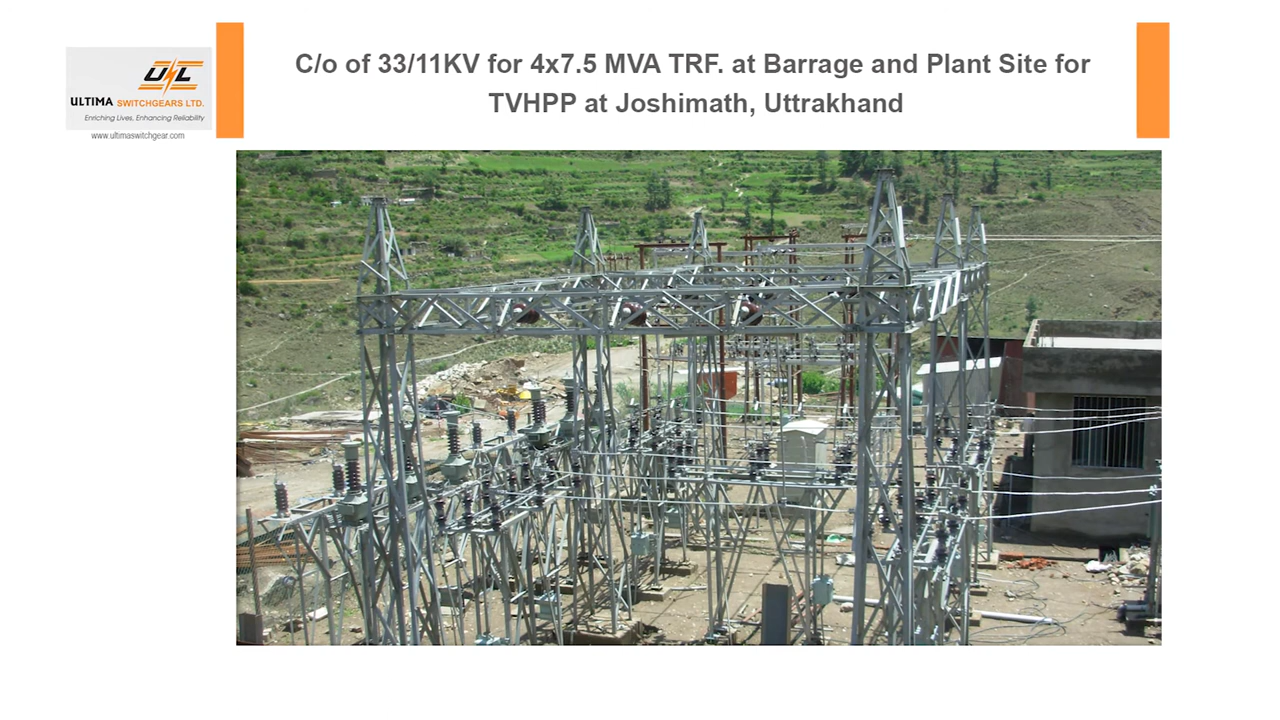 USL
ULTIMA SWITCHGEARS LTD.
Enriching Lives, Enhancing Reliability
www.ultimaswitchgear.com
C/o of 33/11KV for 4x7.5 MVA TRF. at Barrage and Plant Site for
TVHPP at Joshimath, Uttrakhand